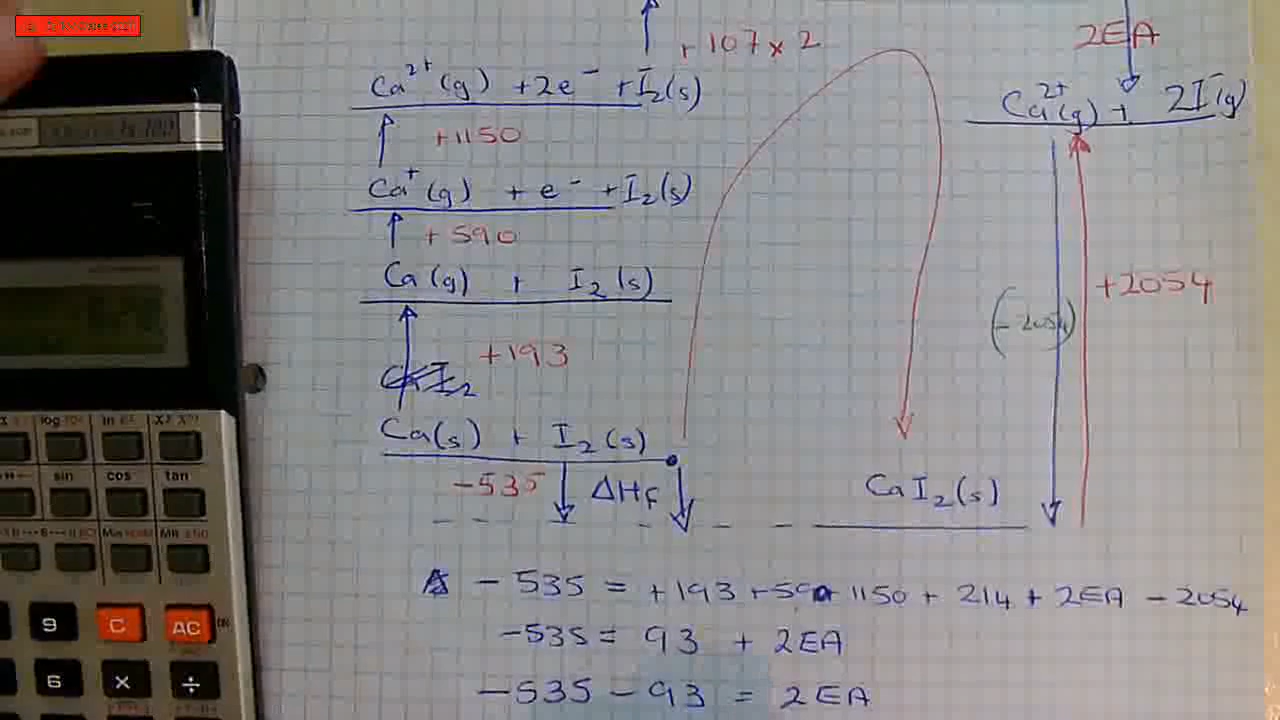 +107 × 2
2EA
Ca²⁺(g) + 2e⁻ + I₂(s)
Ca²⁺(g) + 2I⁻(g)
+1150
Ca⁺(g) + e⁻ + I₂(s)
+590
Ca(g) + I₂(s)
+2054
(-2054)
+193
Ca(s) + I₂(s)
-535 ΔHf
CaI₂(s)
-535 = +193 + 590 + 1150 + 214 + 2EA - 2054
-535 = 93 + 2EA
-535 - 93 = 2EA
log
sin cos tan
9 C AC
6 × ÷